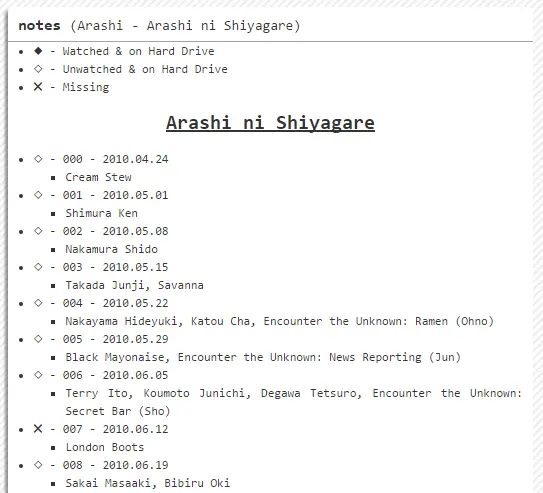 notes (Arashi - Arashi ni Shiyagare)
• ◆ - Watched & on Hard Drive
• ◇ - Unwatched & on Hard Drive
• ✕ - Missing
Arashi ni Shiyagare
• ◇ - 000 - 2010.04.24
▪ Cream Stew
• ◇ - 001 - 2010.05.01
▪ Shimura Ken
• ◇ - 002 - 2010.05.08
▪ Nakamura Shido
• ◇ - 003 - 2010.05.15
▪ Takada Junji, Savanna
• ◇ - 004 - 2010.05.22
▪ Nakayama Hideyuki, Katou Cha, Encounter the Unknown: Ramen (Ohno)
• ◇ - 005 - 2010.05.29
▪ Black Mayonaise, Encounter the Unknown: News Reporting (Jun)
• ◇ - 006 - 2010.06.05
▪ Terry Ito, Koumoto Junichi, Degawa Tetsuro, Encounter the Unknown:
Secret Bar (Sho)
• ✕ - 007 - 2010.06.12
▪ London Boots
• ◇ - 008 - 2010.06.19
▪ Sakai Masaaki, Bibiru Oki